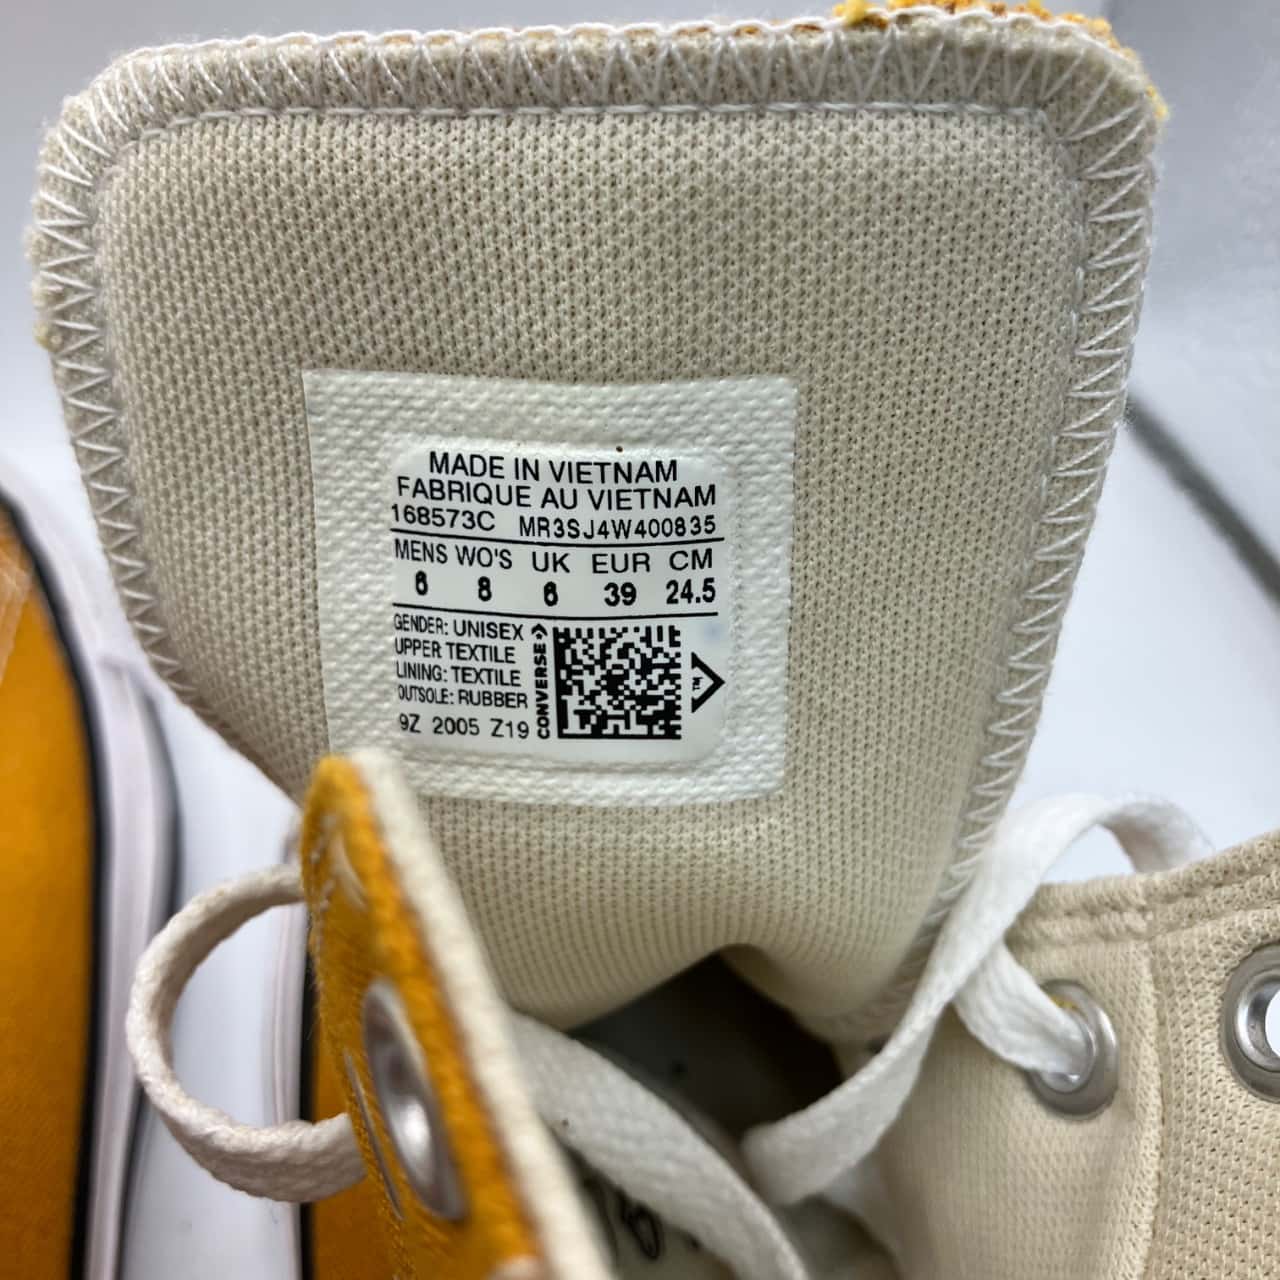 MADE IN VIETNAM
FABRIQUE AU VIETNAM
168573C MR3SJ4W400835
MENS WO'S UK EUR CM
6 8 6 39 24.5
GENDER: UNISEX
UPPER TEXTILE
LINING: TEXTILE
OUTSOLE: RUBBER
9Z 2005 Z19
CONVERSE
TM